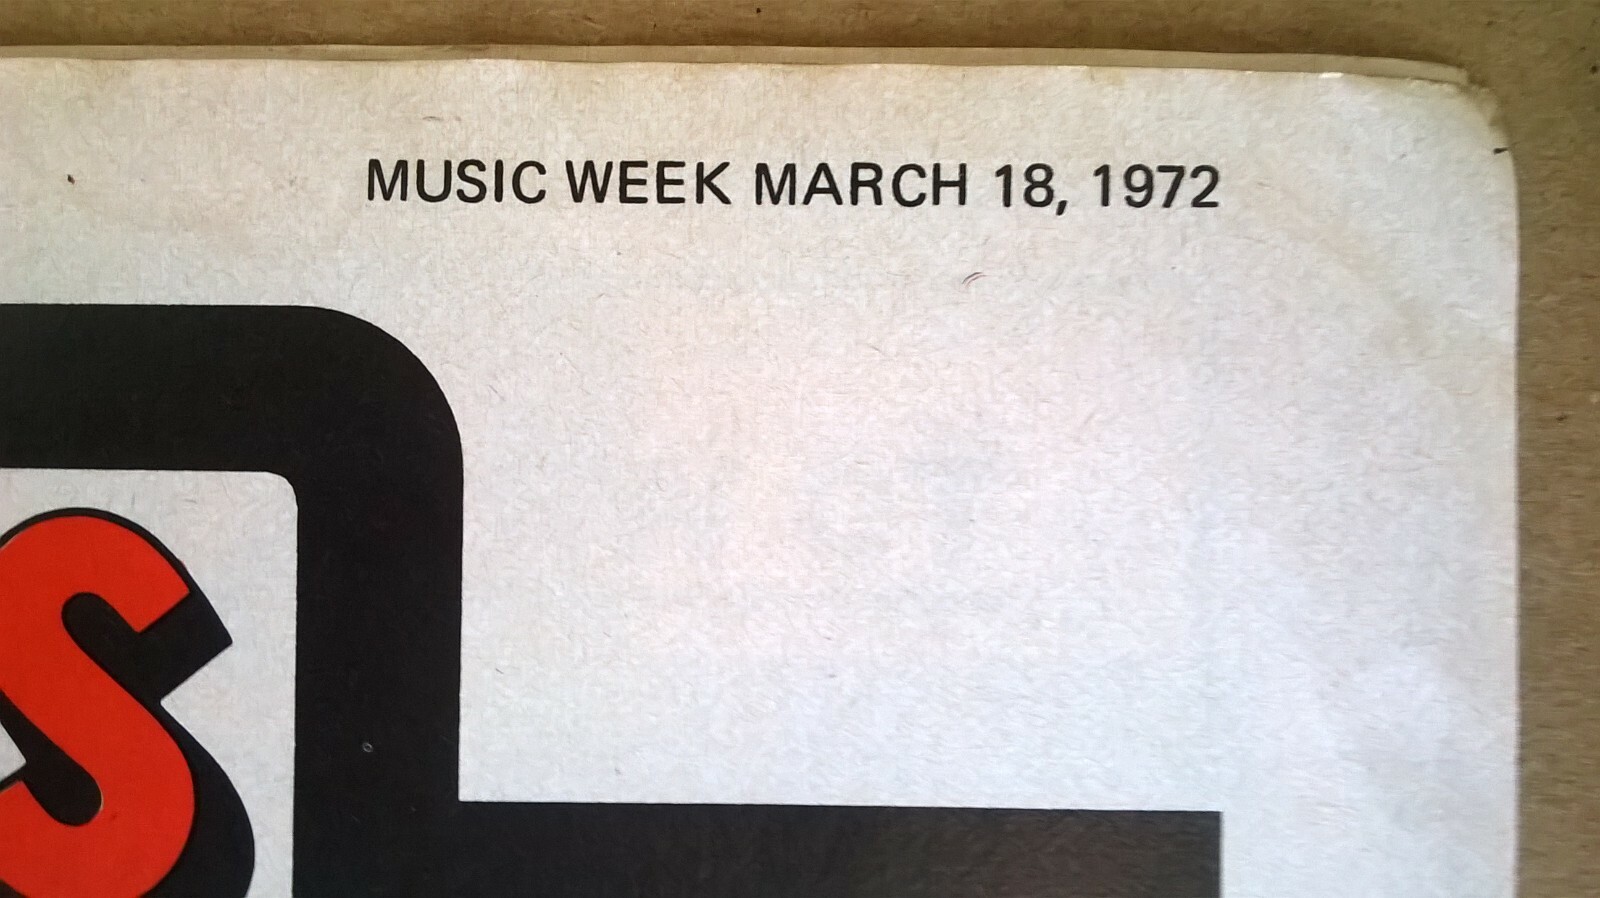 MUSIC WEEK MARCH 18, 1972
S